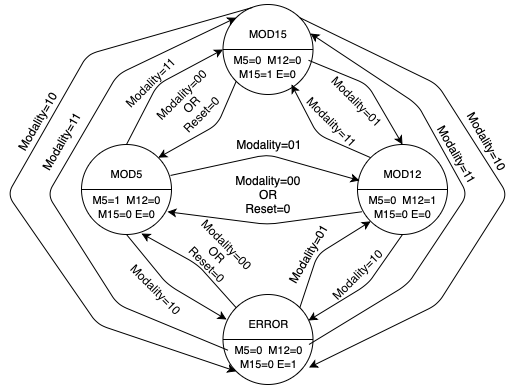 MOD15
M5=0 M12=0
M15=1 E=0
Modality=11
Modality=00
OR
Reset=0
Modality=01
Modality=11
Modality=10
Modality=11
Modality=10
Modality=11
Modality=01
MOD5
M5=1 M12=0
M15=0 E=0
Modality=00
OR
Reset=0
MOD12
M5=0 M12=1
M15=0 E=0
Modality=00
OR
Reset=0
Modality=01
Modality=10
Modality=10
ERROR
M5=0 M12=0
M15=0 E=1